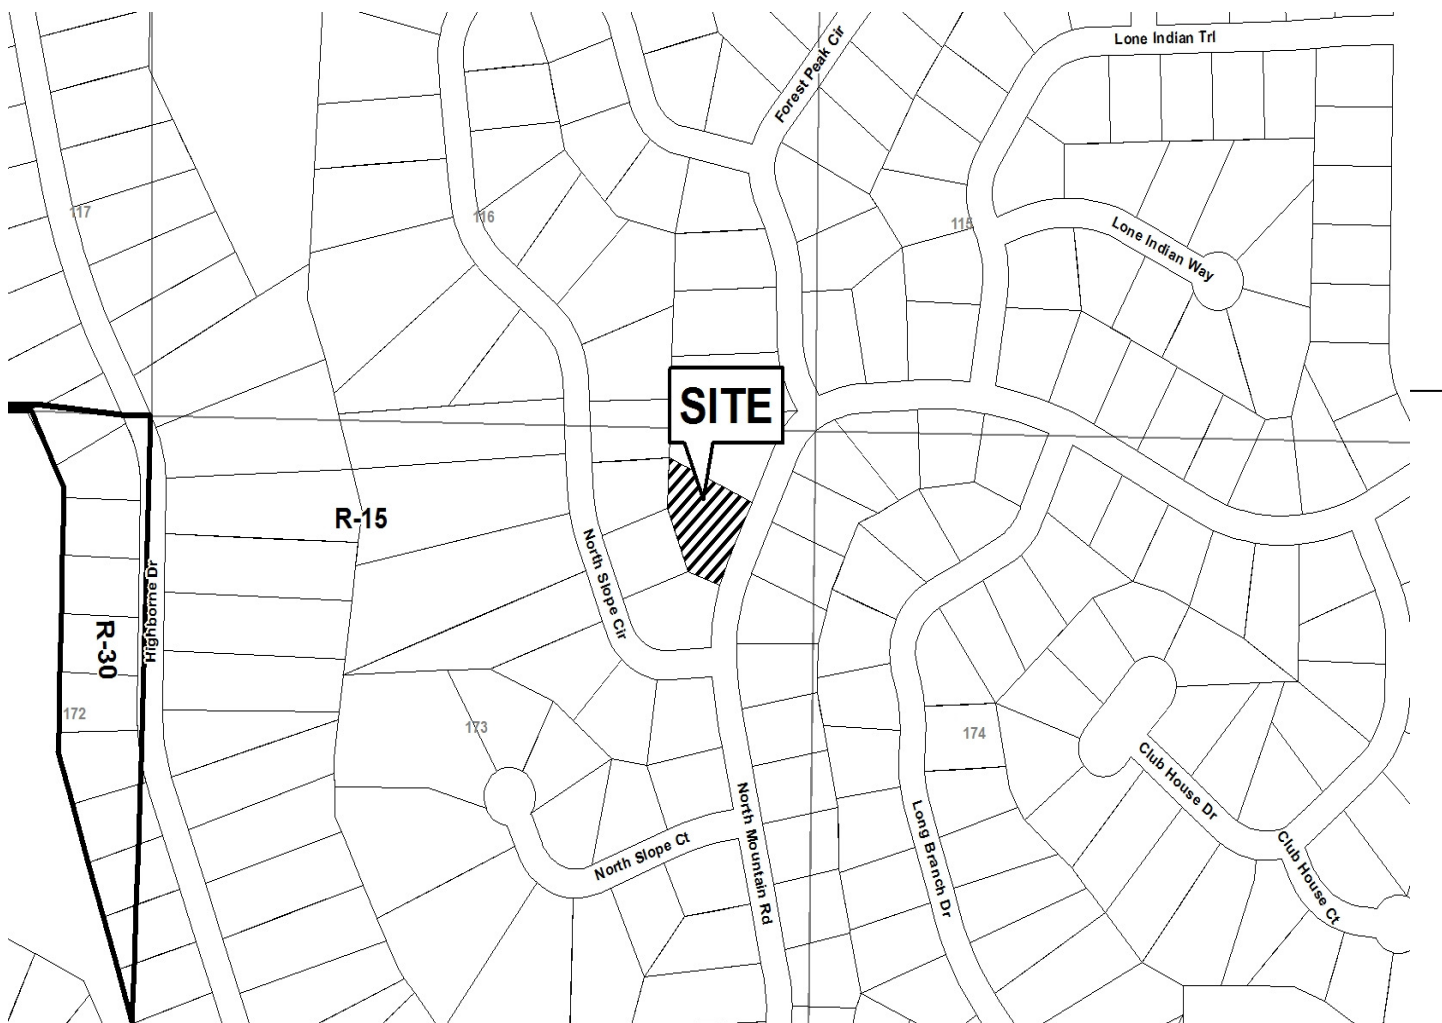 Lone Indian Trl
Forest Peak Cir
117
116
115
Lone Indian Way
SITE
R-15
North Slope Cir
Highborne Dr
R-30
172
173
174
Club House Dr
North Mountain Rd
Long Branch Dr
North Slope Ct
Club House Ct